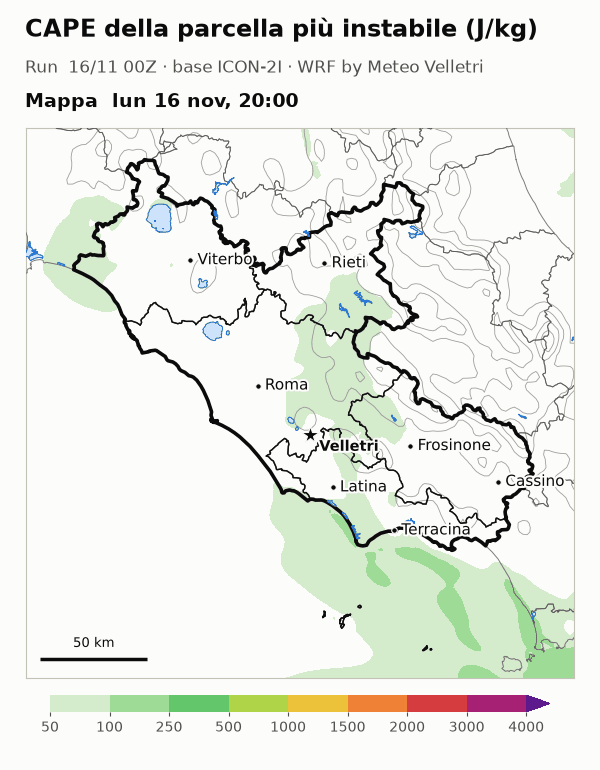 CAPE della parcella più instabile (J/kg)
Run  16/11 00Z · base ICON-2I · WRF by Meteo Velletri
Mappa  lun 16 nov, 20:00
Viterbo
Rieti
Roma
Velletri
Frosinone
Latina
Cassino
Terracina
50 km
50 100 250 500 1000 1500 2000 3000 4000